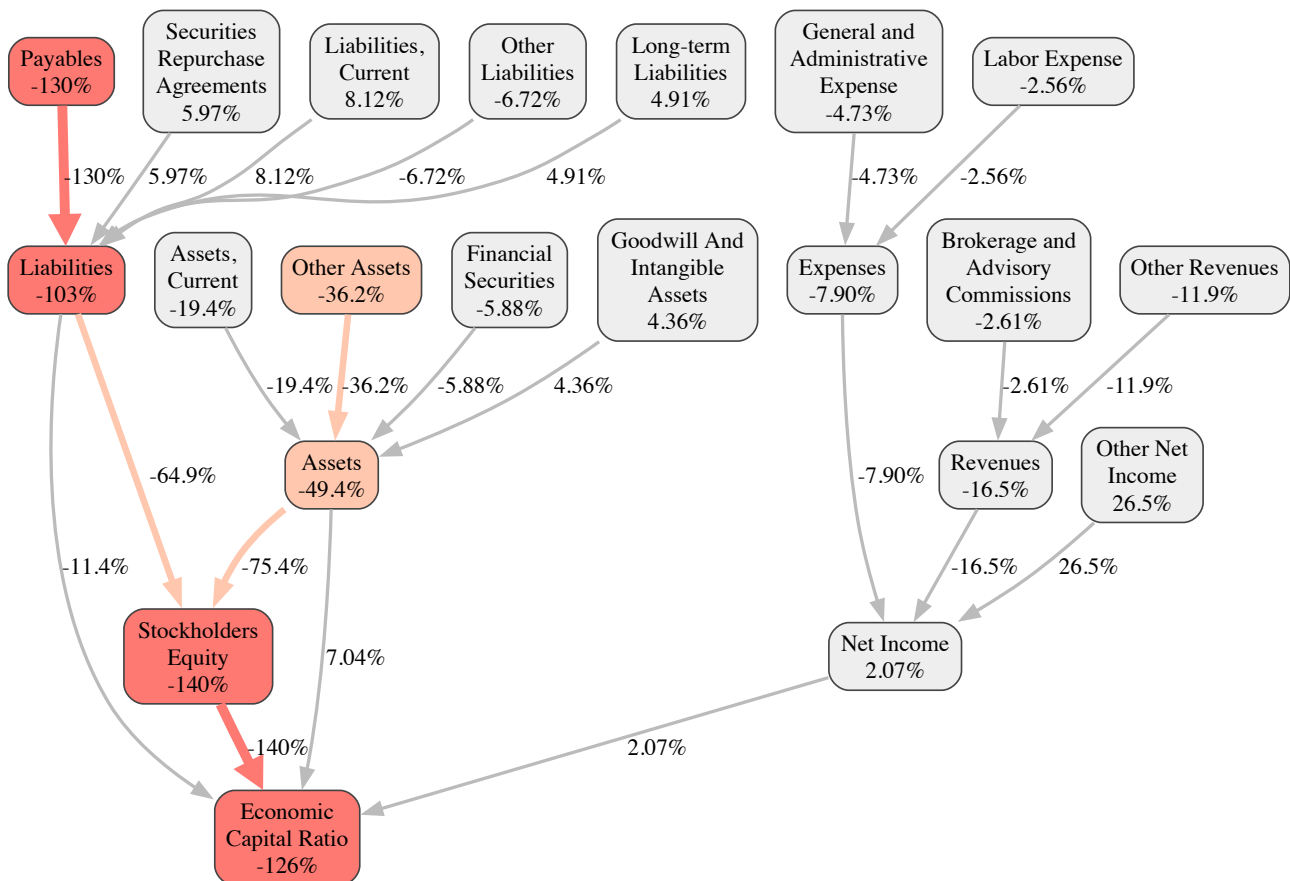 Payables
-130%
Securities
Repurchase
Agreements
5.97%
Liabilities,
Current
8.12%
Other
Liabilities
-6.72%
Long-term
Liabilities
4.91%
General and
Administrative
Expense
-4.73%
Labor Expense
-2.56%
-130%
5.97%
8.12%
-6.72%
4.91%
-4.73%
-2.56%
Liabilities
-103%
Assets,
Current
-19.4%
Other Assets
-36.2%
Financial
Securities
-5.88%
Goodwill And
Intangible
Assets
4.36%
Expenses
-7.90%
Brokerage and
Advisory
Commissions
-2.61%
Other Revenues
-11.9%
-19.4%
-36.2%
-5.88%
4.36%
-2.61%
-11.9%
-64.9%
Assets
-49.4%
-7.90%
Revenues
-16.5%
Other Net
Income
26.5%
-11.4%
-75.4%
-16.5%
26.5%
Stockholders
Equity
-140%
7.04%
Net Income
2.07%
-140%
2.07%
Economic
Capital Ratio
-126%